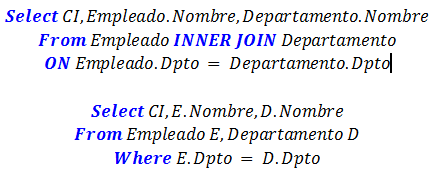 Select CI,Empleado.Nombre,Departamento.Nombre
From Empleado INNER JOIN Departamento
ON Empleado.Dpto = Departamento.Dpto
Select CI,E.Nombre,D.Nombre
From Empleado E,Departamento D
Where E.Dpto = D.Dpto